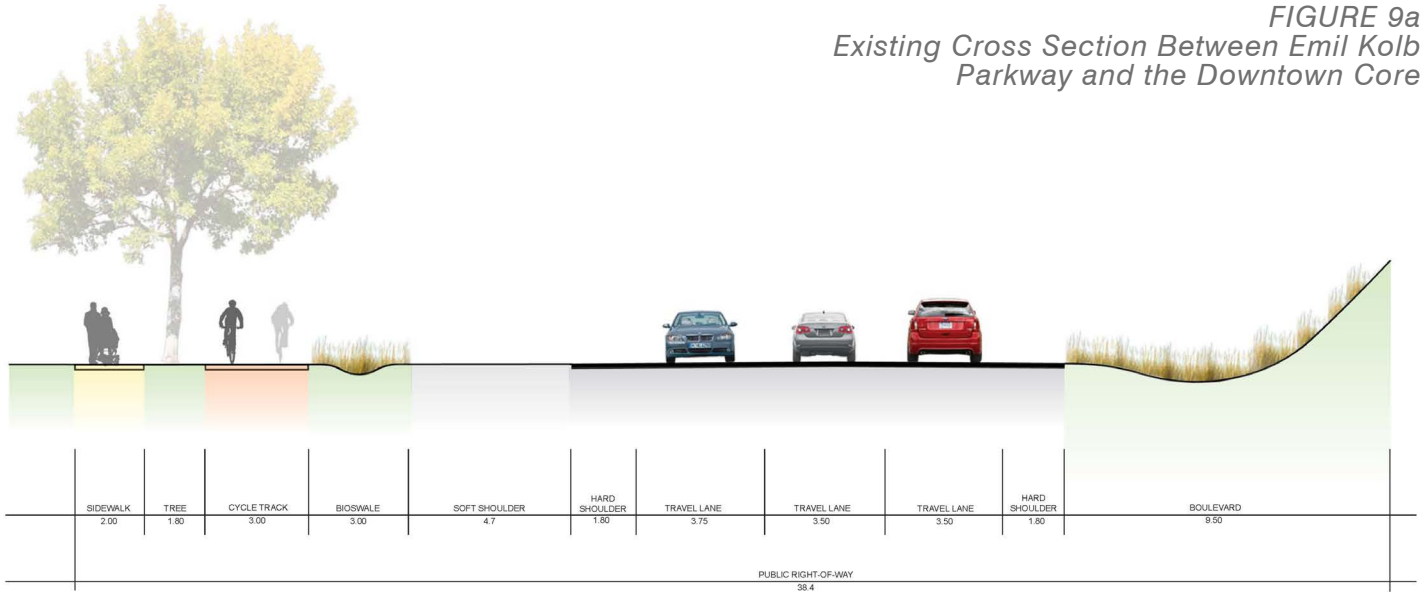 FIGURE 9a
Existing Cross Section Between Emil Kolb
Parkway and the Downtown Core
SIDEWALK
2.00
TREE
1.80
CYCLE TRACK
3.00
BIOSWALE
3.00
SOFT SHOULDER
4.7
HARD
SHOULDER
1.80
TRAVEL LANE
3.75
TRAVEL LANE
3.50
TRAVEL LANE
3.50
HARD
SHOULDER
1.80
BOULEVARD
9.50
PUBLIC RIGHT-OF-WAY
38.4